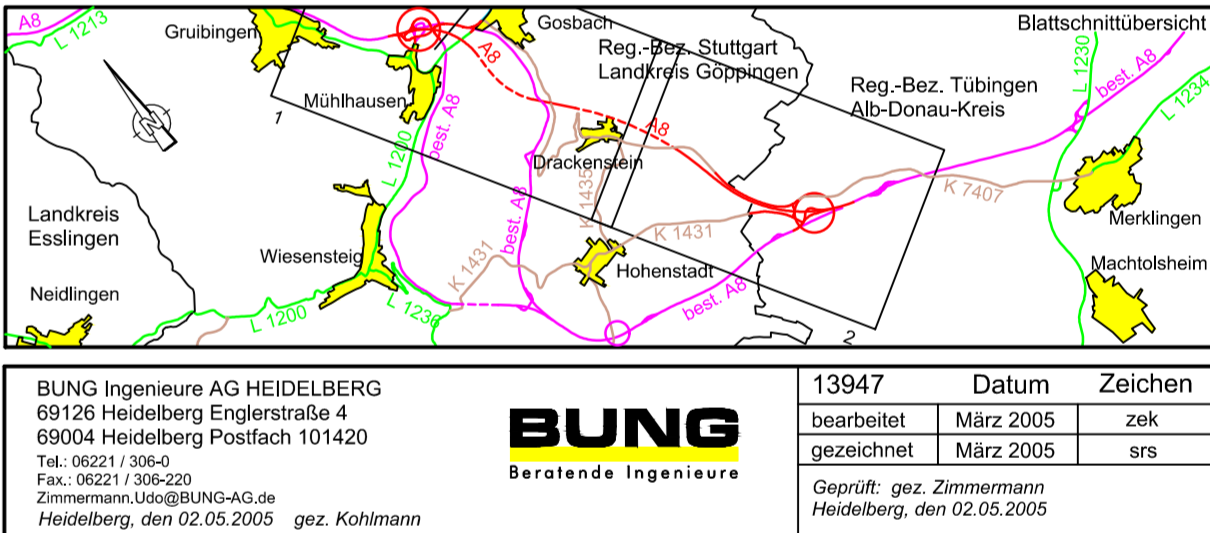 A8
L 1213
Gruibingen
Gosbach
Blattschnittübersicht
A8
Reg.-Bez. Stuttgart
Landkreis Göppingen
L 1230
best. A8
Reg.-Bez. Tübingen
Alb-Donau-Kreis
L 1234
Mühlhausen
1
best. A8
A8
L 1200
Drackenstein
K 1435
K 7407
Landkreis
Esslingen
best. A8
Merklingen
K 1431
Wiesensteig
K 1431
Hohenstadt
Machtolsheim
Neidlingen
L 1200
L 1236
best. A8
2
BUNG Ingenieure AG HEIDELBERG
69126 Heidelberg Englerstraße 4
69004 Heidelberg Postfach 101420
Tel.: 06221 / 306-0
Fax.: 06221 / 306-220
Zimmermann.Udo@BUNG-AG.de
Heidelberg, den 02.05.2005 gez. Kohlmann
BUNG
Beratende Ingenieure
13947 Datum Zeichen
bearbeitet März 2005 zek
gezeichnet März 2005 srs
Geprüft: gez. Zimmermann
Heidelberg, den 02.05.2005